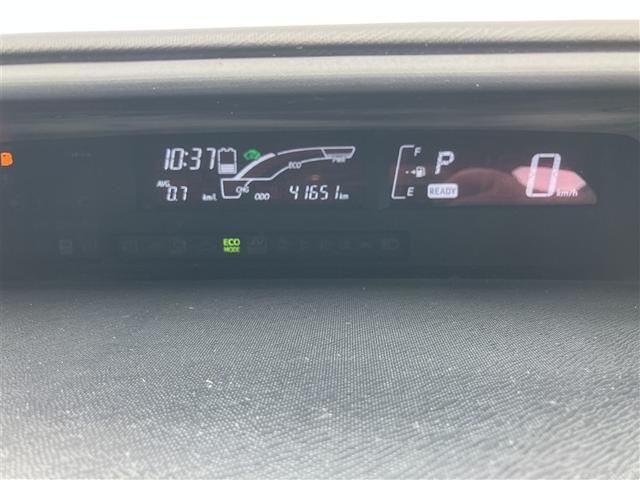 10:37
ECO
PWR
AVG
0.7 km/L
CHG
ODO 41651 km
F
E
P
READY
0 km/h
ECO
MODE